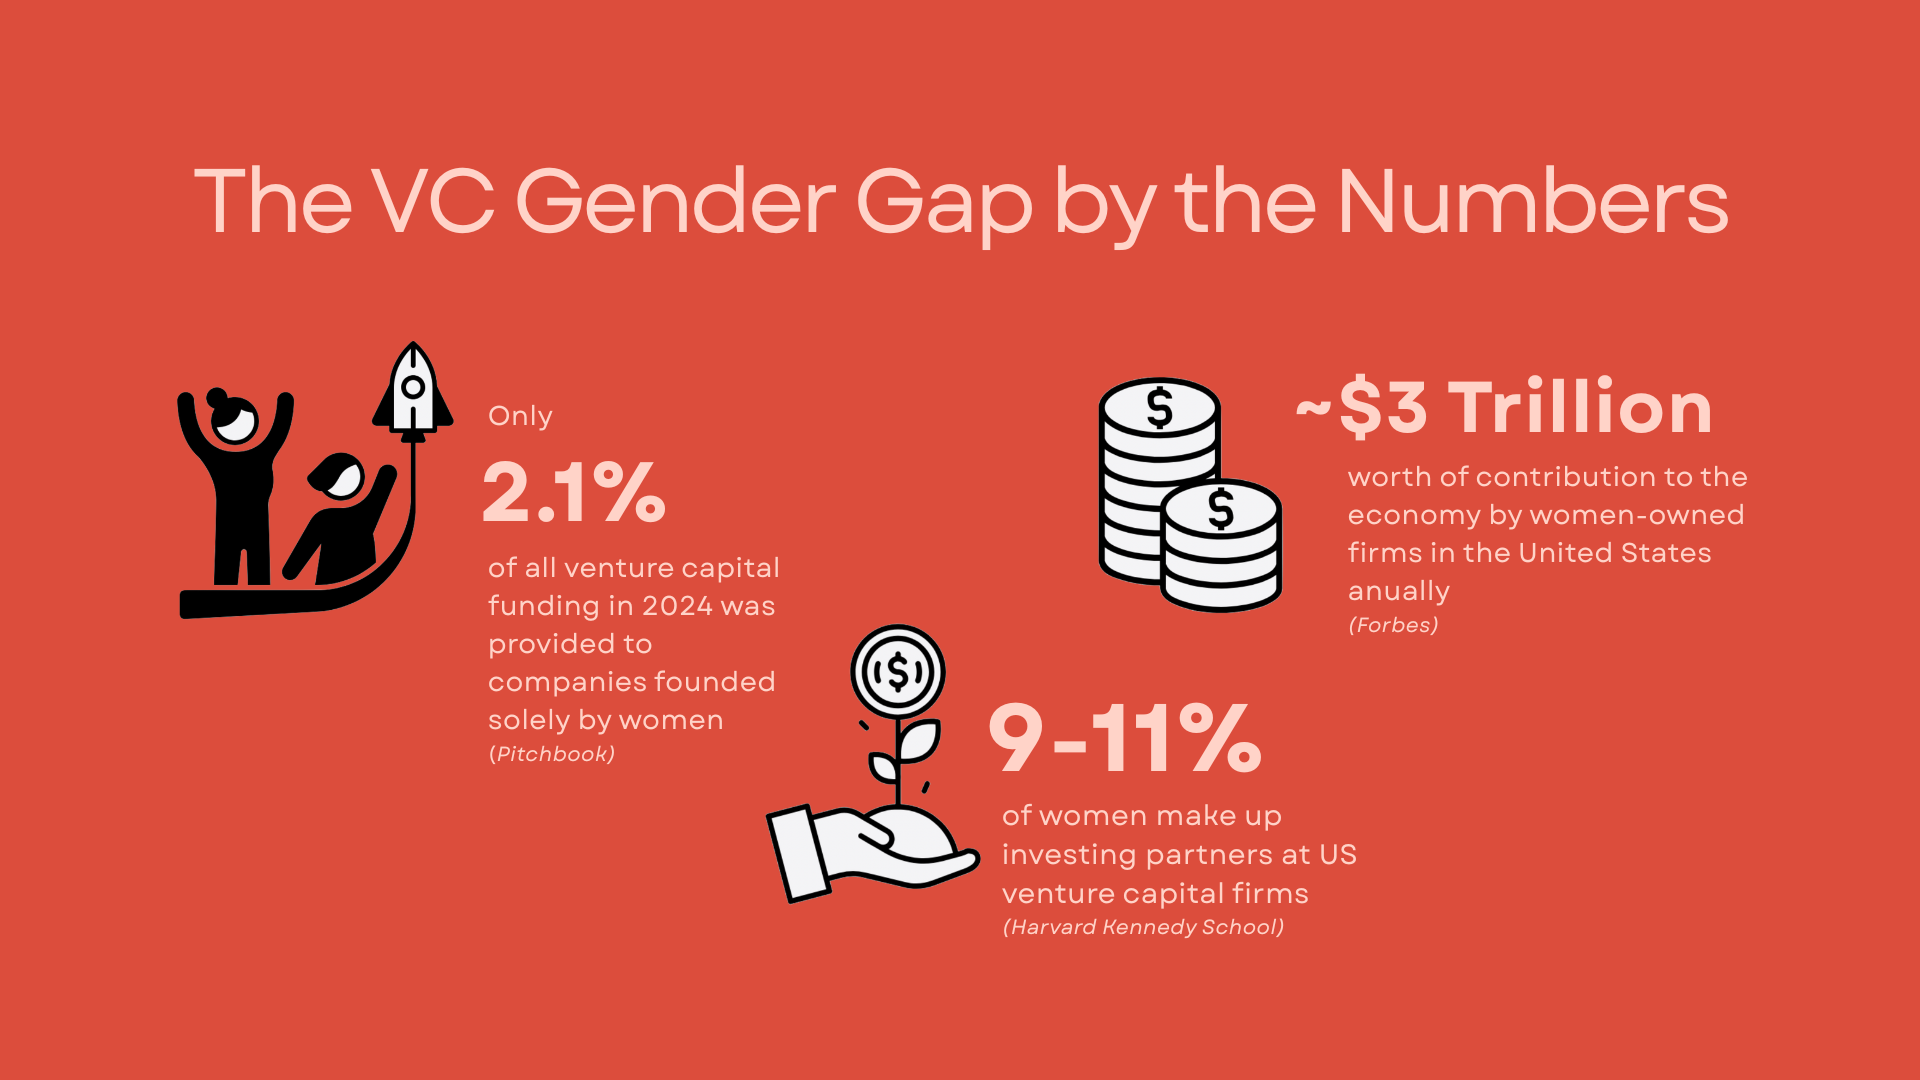 The VC Gender Gap by the Numbers
Only
2.1%
of all venture capital
funding in 2024 was
provided to
companies founded
solely by women
(Pitchbook)
$
$
~$3 Trillion
worth of contribution to the
economy by women-owned
firms in the United States
anually
(Forbes)
$
9-11%
of women make up
investing partners at US
venture capital firms
(Harvard Kennedy School)